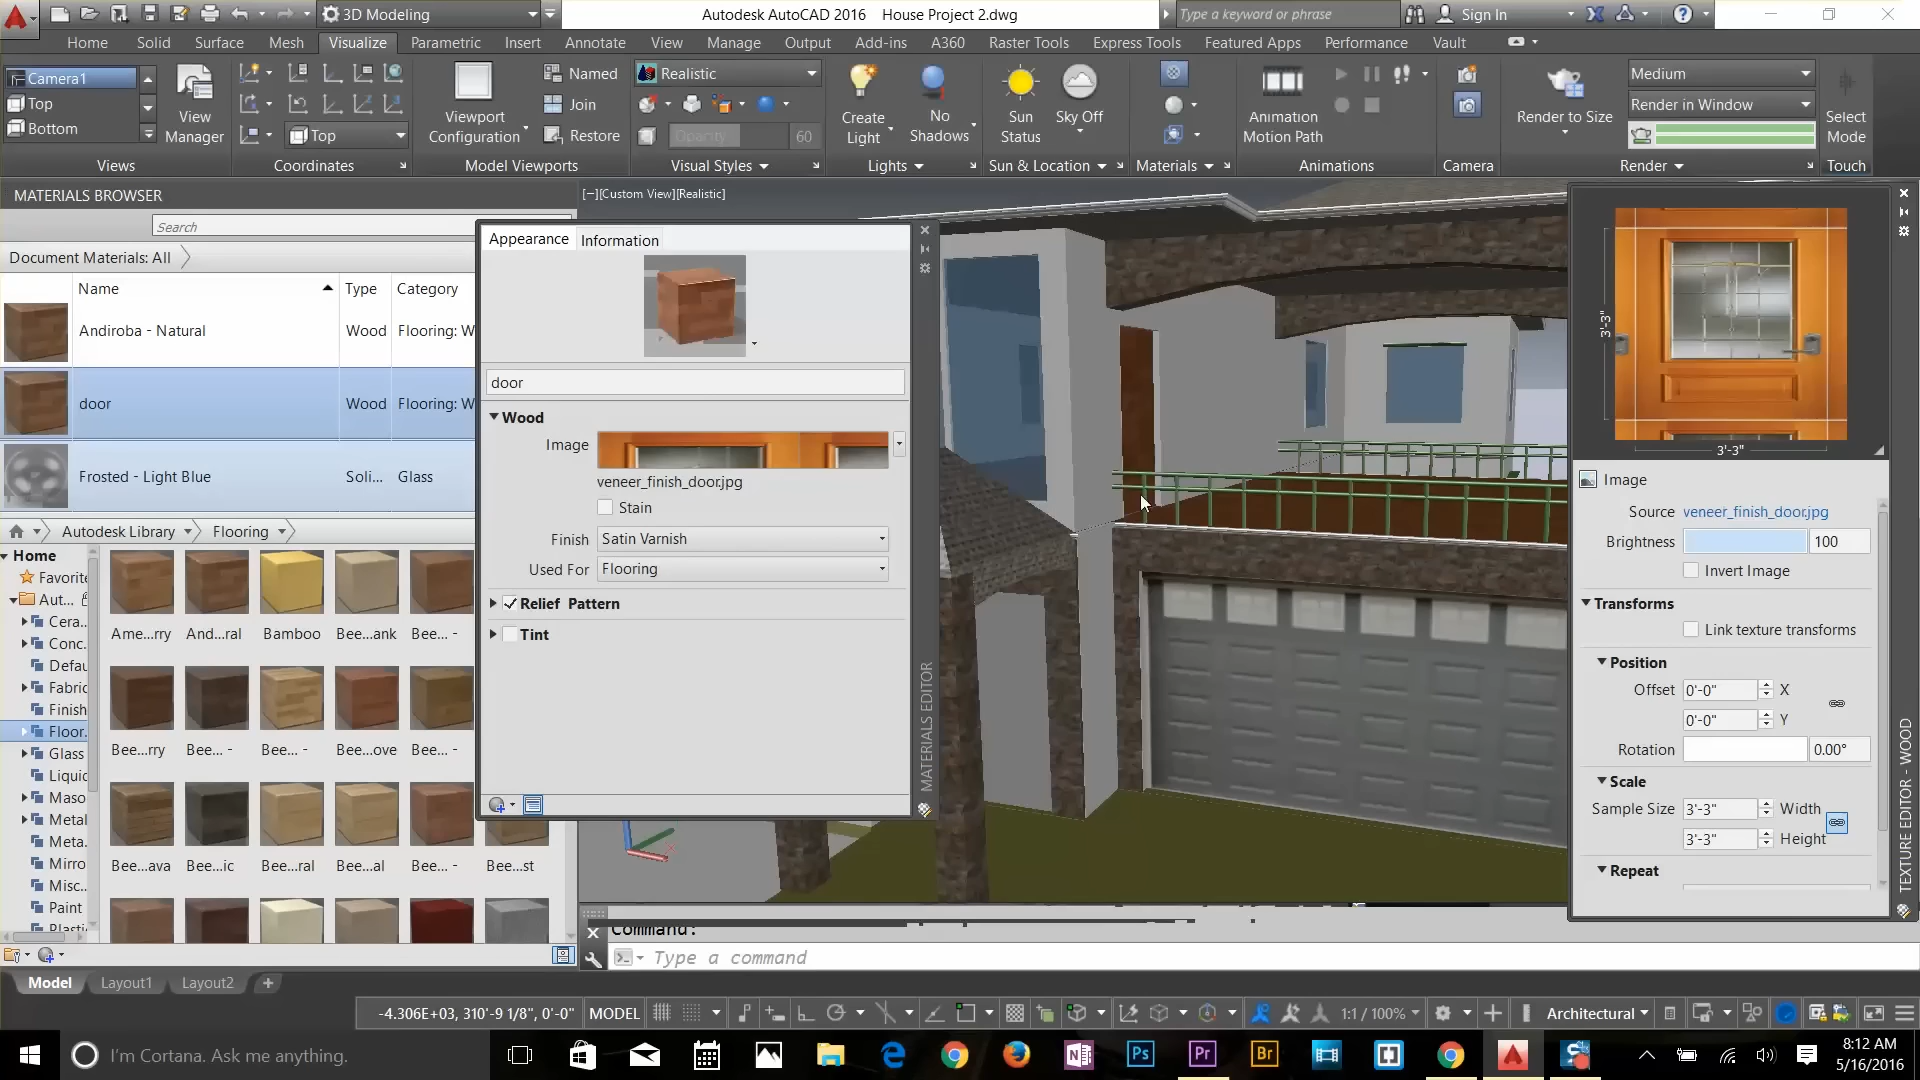 3D Modeling
Autodesk AutoCAD 2016 House Project 2.dwg
Type a keyword or phrase
Sign In
Home Solid Surface Mesh Visualize Parametric Insert Annotate View Manage Output Add-ins A360 Raster Tools Express Tools Featured Apps Performance Vault
Camera1
Top
Bottom
View Manager
Views
Top
Coordinates
Viewport Configuration
Named
Join
Restore
Model Viewports
Realistic
Opacity 60
Visual Styles
Create Light
No Shadows
Lights
Sun Status
Sky Off
Sun & Location
Materials
Animation Motion Path
Animations
Camera
Render to Size
Medium
Render in Window
Render
Select Mode
Touch
MATERIALS BROWSER
Search
Document Materials: All
Name Type Category
Andiroba - Natural Wood Flooring: W
door Wood Flooring: W
Frosted - Light Blue Soli... Glass
Autodesk Library Flooring
Home
Favorite
Aut...
Cera...
Conc.
Defau
Fabric
Finish
Floor.
Glass
Liquid
Maso
Metal
Meta.
Mirro
Misc..
Paint
Plasti
Ame...rry And...ral Bamboo Bee...ank Bee... -
Bee...rry Bee... - Bee... - Bee...ove Bee... -
Bee...ava Bee...ic Bee...ral Bee...al Bee... - Bee...st
Appearance Information
door
Wood
Image
veneer_finish_door.jpg
Stain
Finish Satin Varnish
Used For Flooring
Relief Pattern
Tint
MATERIALS EDITOR
[−][Custom View][Realistic]
3'-3"
3'-3"
Image
Source veneer_finish_door.jpg
Brightness 100
Invert Image
Transforms
Link texture transforms
Position
Offset 0'-0" X
0'-0" Y
Rotation 0.00°
Scale
Sample Size 3'-3" Width
3'-3" Height
Repeat
TEXTURE EDITOR - WOOD
Command:
Type a command
Model Layout1 Layout2 +
-4.306E+03, 310'-9 1/8", 0'-0" MODEL
1:1 / 100% Architectural
I'm Cortana. Ask me anything.
N Ps Pr Br
8:12 AM
5/16/2016